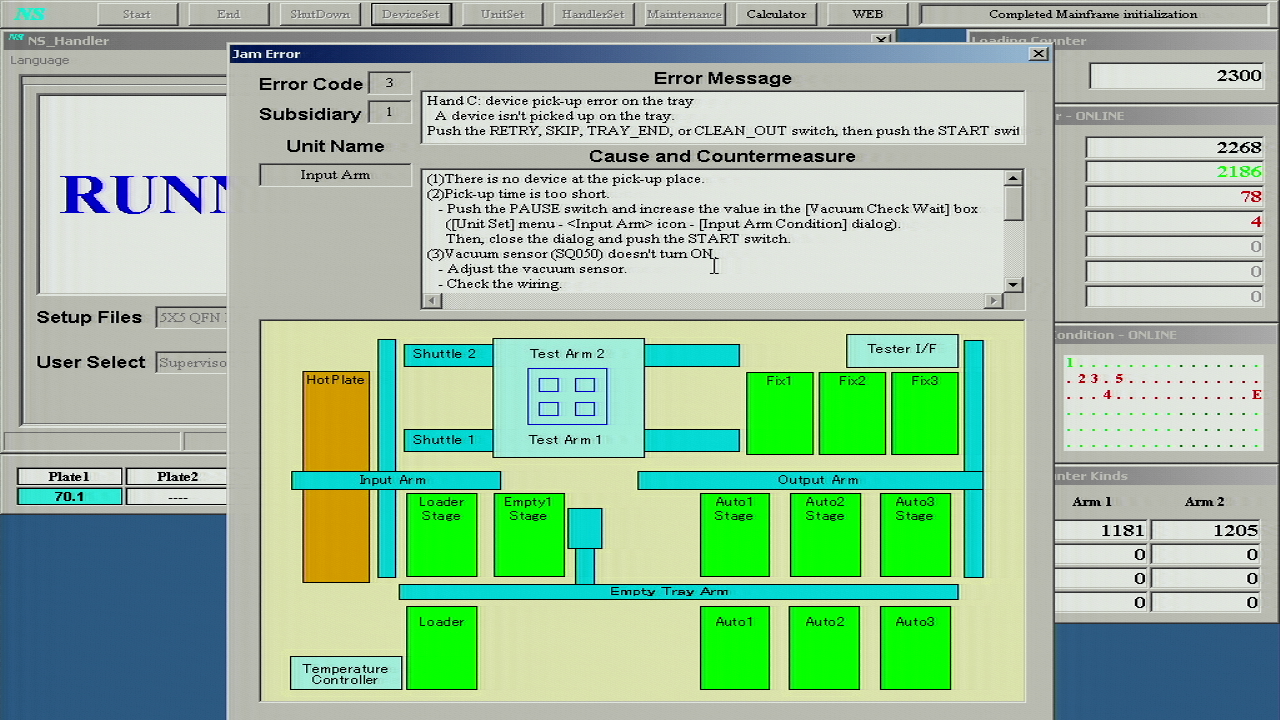 NS Start End ShutDown DeviceSet UnitSet HandlerSet Maintenance Calculator WEB Completed Mainframe initialization
NS NS_Handler
Language
RUNN
Setup Files 5X5 QFN
User Select Superviso
Plate1 Plate2
70.1 ----
Jam Error
Error Code 3
Subsidiary 1
Unit Name
Input Arm
Error Message
Hand C: device pick-up error on the tray
A device isn't picked up on the tray.
Push the RETRY, SKIP, TRAY_END, or CLEAN_OUT switch, then push the START swit
Cause and Countermeasure
(1)There is no device at the pick-up place.
(2)Pick-up time is too short.
- Push the PAUSE switch and increase the value in the [Vacuum Check Wait] box
([Unit Set] menu - <Input Arm> icon - [Input Arm Condition] dialog).
Then, close the dialog and push the START switch.
(3)Vacuum sensor (SQ050) doesn't turn ON.
- Adjust the vacuum sensor.
- Check the wiring.
HotPlate
Shuttle 2
Test Arm 2
Test Arm 1
Shuttle 1
Tester I/F
Fix1 Fix2 Fix3
Input Arm
Output Arm
Loader
Stage
Empty1
Stage
Auto1
Stage
Auto2
Stage
Auto3
Stage
Empty Tray Arm
Loader
Auto1 Auto2 Auto3
Temperature
Controller
Loading Counter
2300
r - ONLINE
2268
2186
78
4
0
0
0
ondition - ONLINE
1....................
.23.5...............
...4...............E
unter Kinds
Arm 1 Arm 2
1181 1205
0 0
0 0
0 0